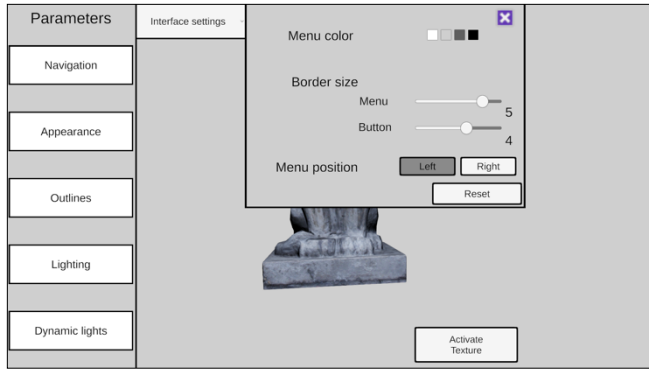 Parameters
Navigation
Appearance
Outlines
Lighting
Dynamic lights
Interface settings
Menu color
Border size
Menu
5
Button
4
Menu position
Left
Right
Reset
Activate
Texture